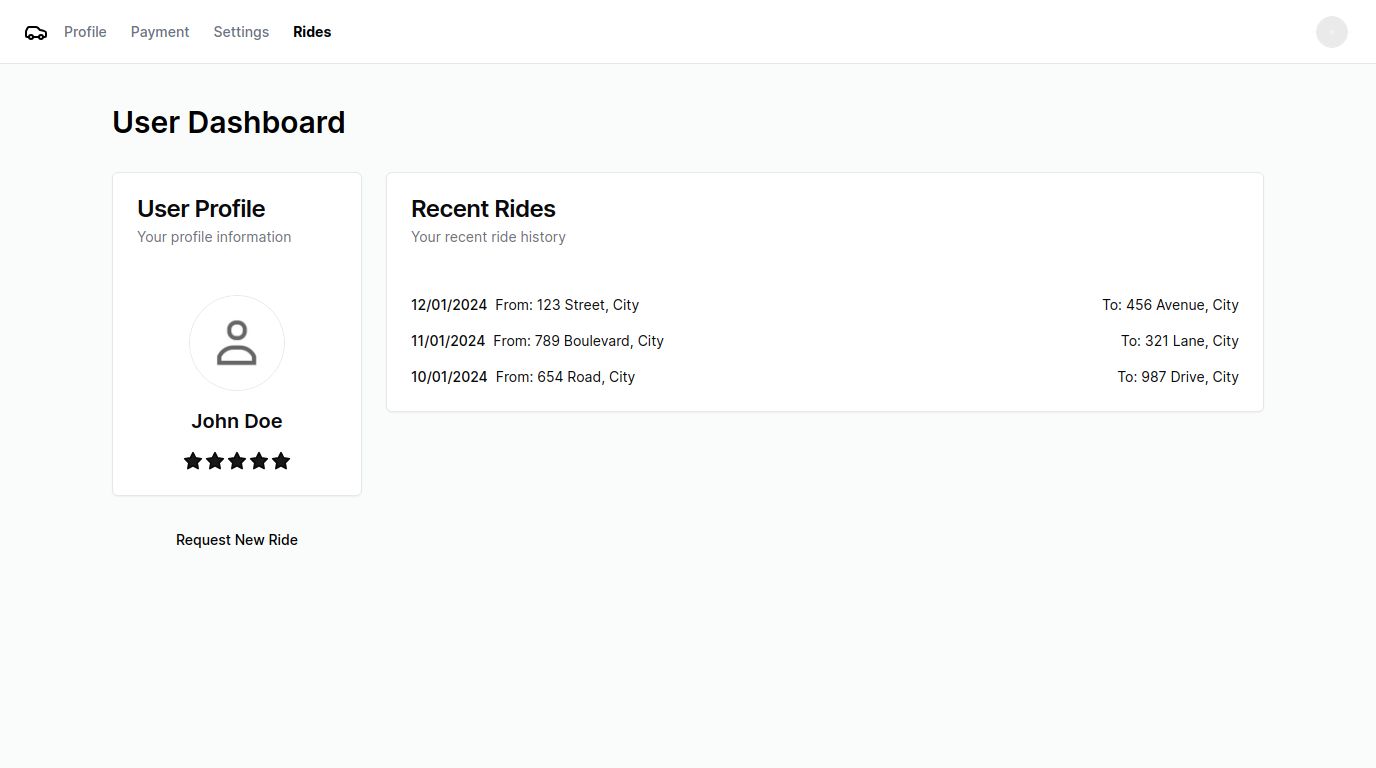 Profile Payment Settings Rides
User Dashboard
User Profile
Your profile information
John Doe
Request New Ride
Recent Rides
Your recent ride history
12/01/2024 From: 123 Street, City To: 456 Avenue, City
11/01/2024 From: 789 Boulevard, City To: 321 Lane, City
10/01/2024 From: 654 Road, City To: 987 Drive, City